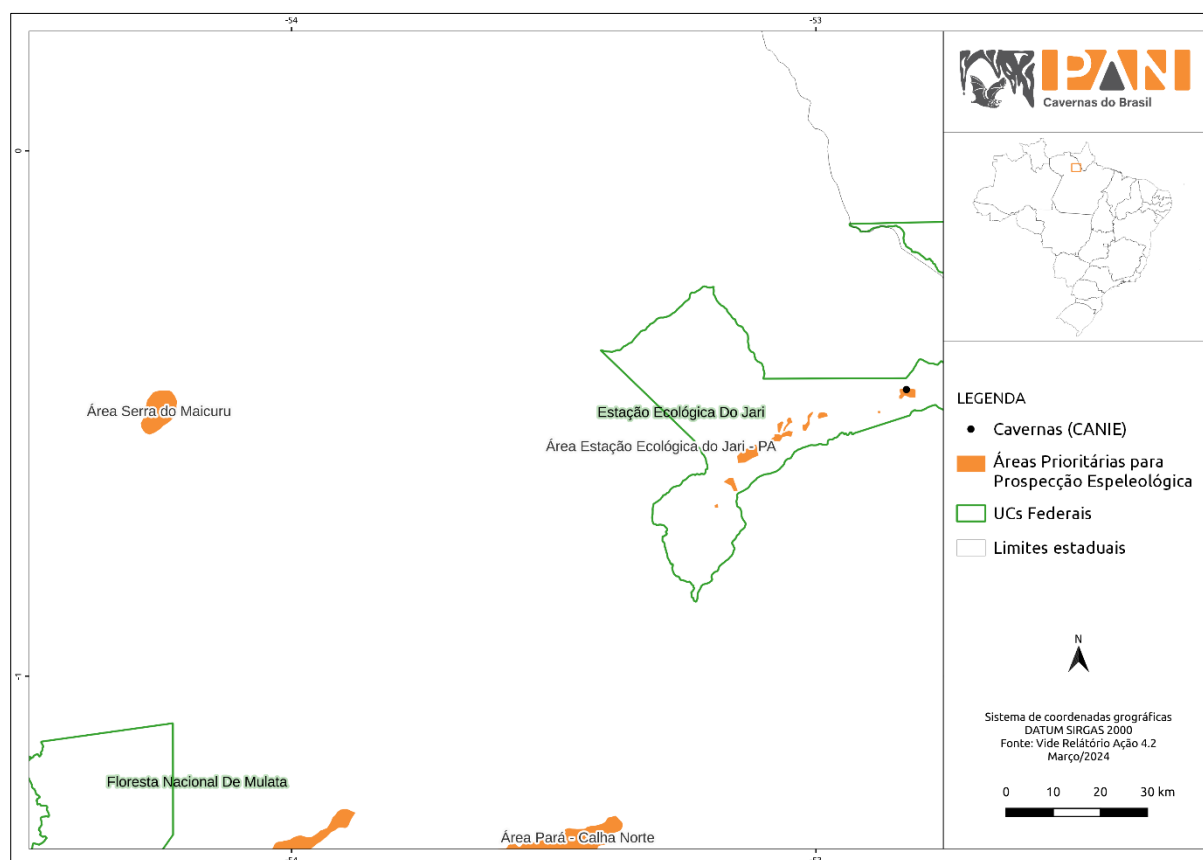 -54
-53
PAN
Cavernas do Brasil
0
Área Serra do Maicuru
Estação Ecológica Do Jari
Área Estação Ecológica do Jari - PA
LEGENDA
Cavernas (CANIE)
Áreas Prioritárias para
Prospecção Espeleológica
UCs Federais
Limites estaduais
N
-1
Sistema de coordenadas grográficas
DATUM SIRGAS 2000
Fonte: Vide Relátório Ação 4.2
Março/2024
Floresta Nacional De Mulata
0 10 20 30 km
Área Pará - Calha Norte
-54
-53